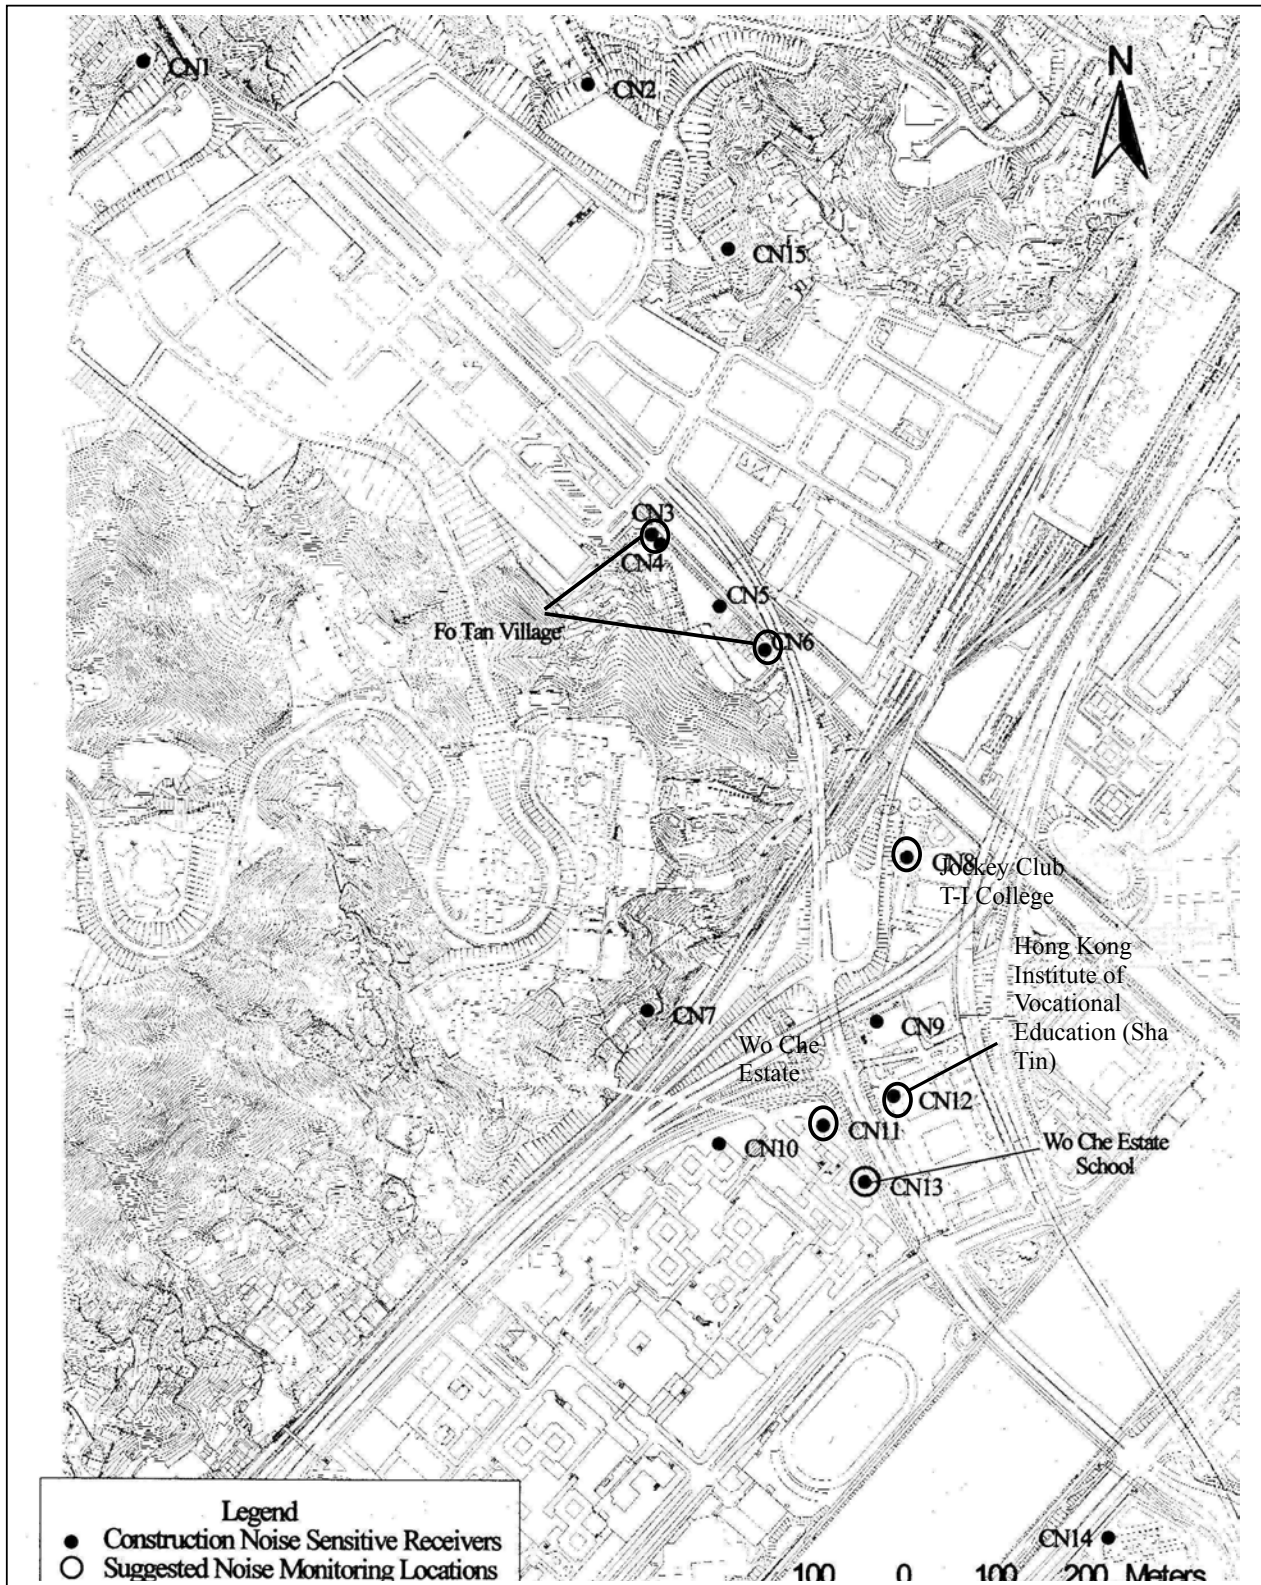 CN1
CN2
N
CN15
CN3
CN4
CN5
Fo Tan Village
CN6
CN8
Jockey Club
T-I College
Hong Kong
Institute of
Vocational
Education (Sha
Tin)
CN7
CN9
Wo Che
Estate
CN12
CN11
CN10
Wo Che Estate
School
CN13
Legend
Construction Noise Sensitive Receivers
Suggested Noise Monitoring Locations
CN14
100 0 100 200 Meters